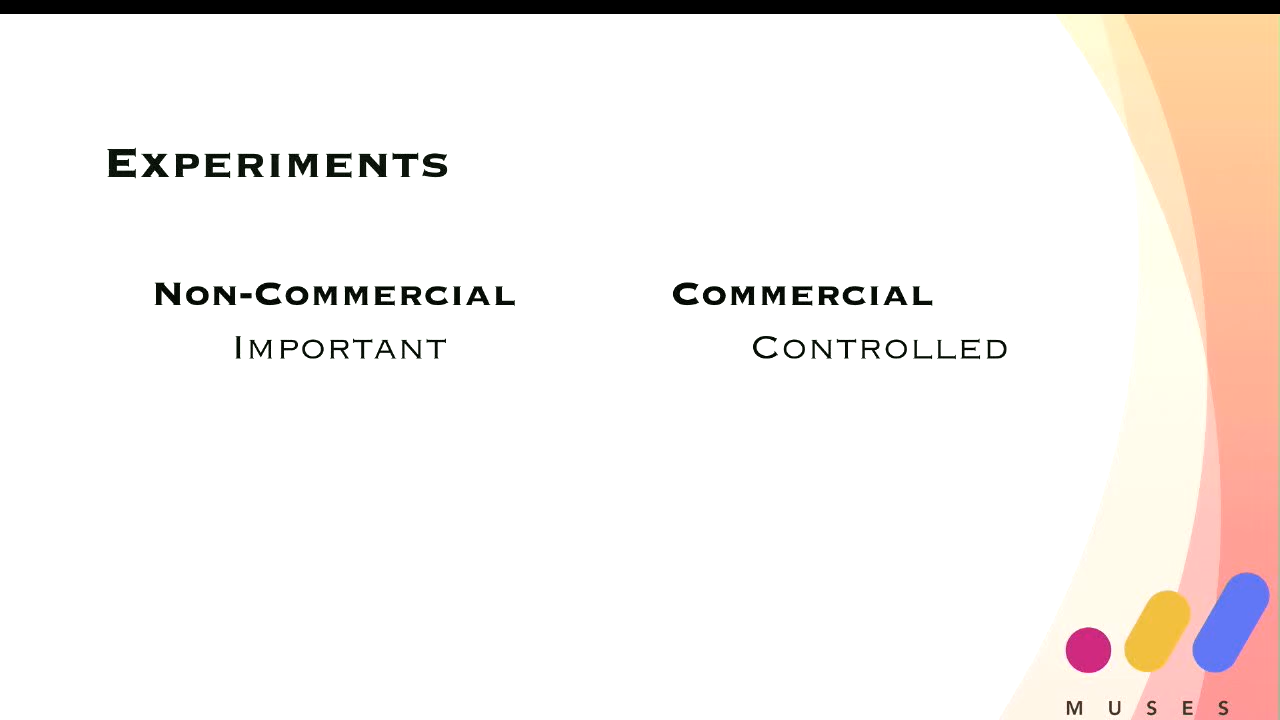 Experiments
Non-Commercial
Important
Commercial
Controlled
MUSES